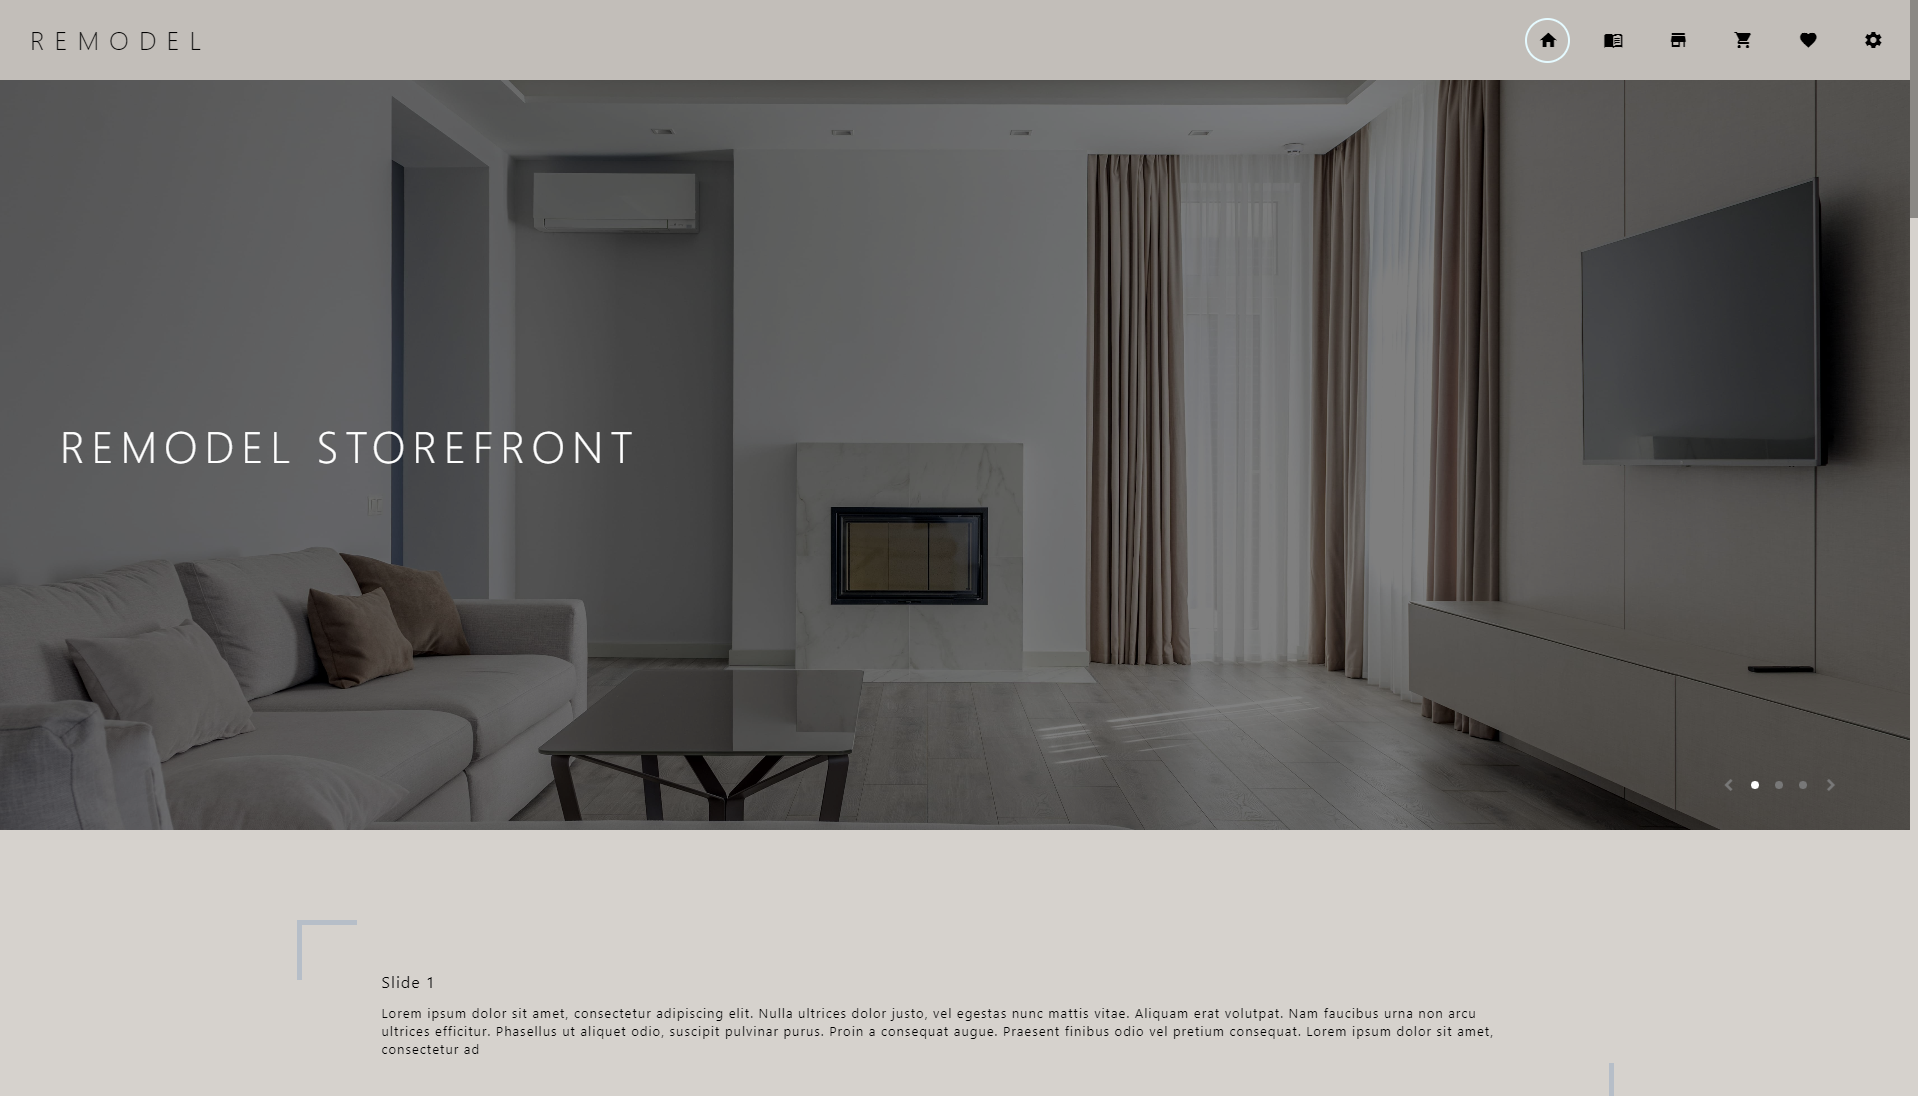 REMODEL
REMODEL STOREFRONT
Slide 1
Lorem ipsum dolor sit amet, consectetur adipiscing elit. Nulla ultrices dolor justo, vel egestas nunc mattis vitae. Aliquam erat volutpat. Nam faucibus urna non arcu
ultrices efficitur. Phasellus ut aliquet odio, suscipit pulvinar purus. Proin a consequat augue. Praesent finibus odio vel pretium consequat. Lorem ipsum dolor sit amet,
consectetur ad